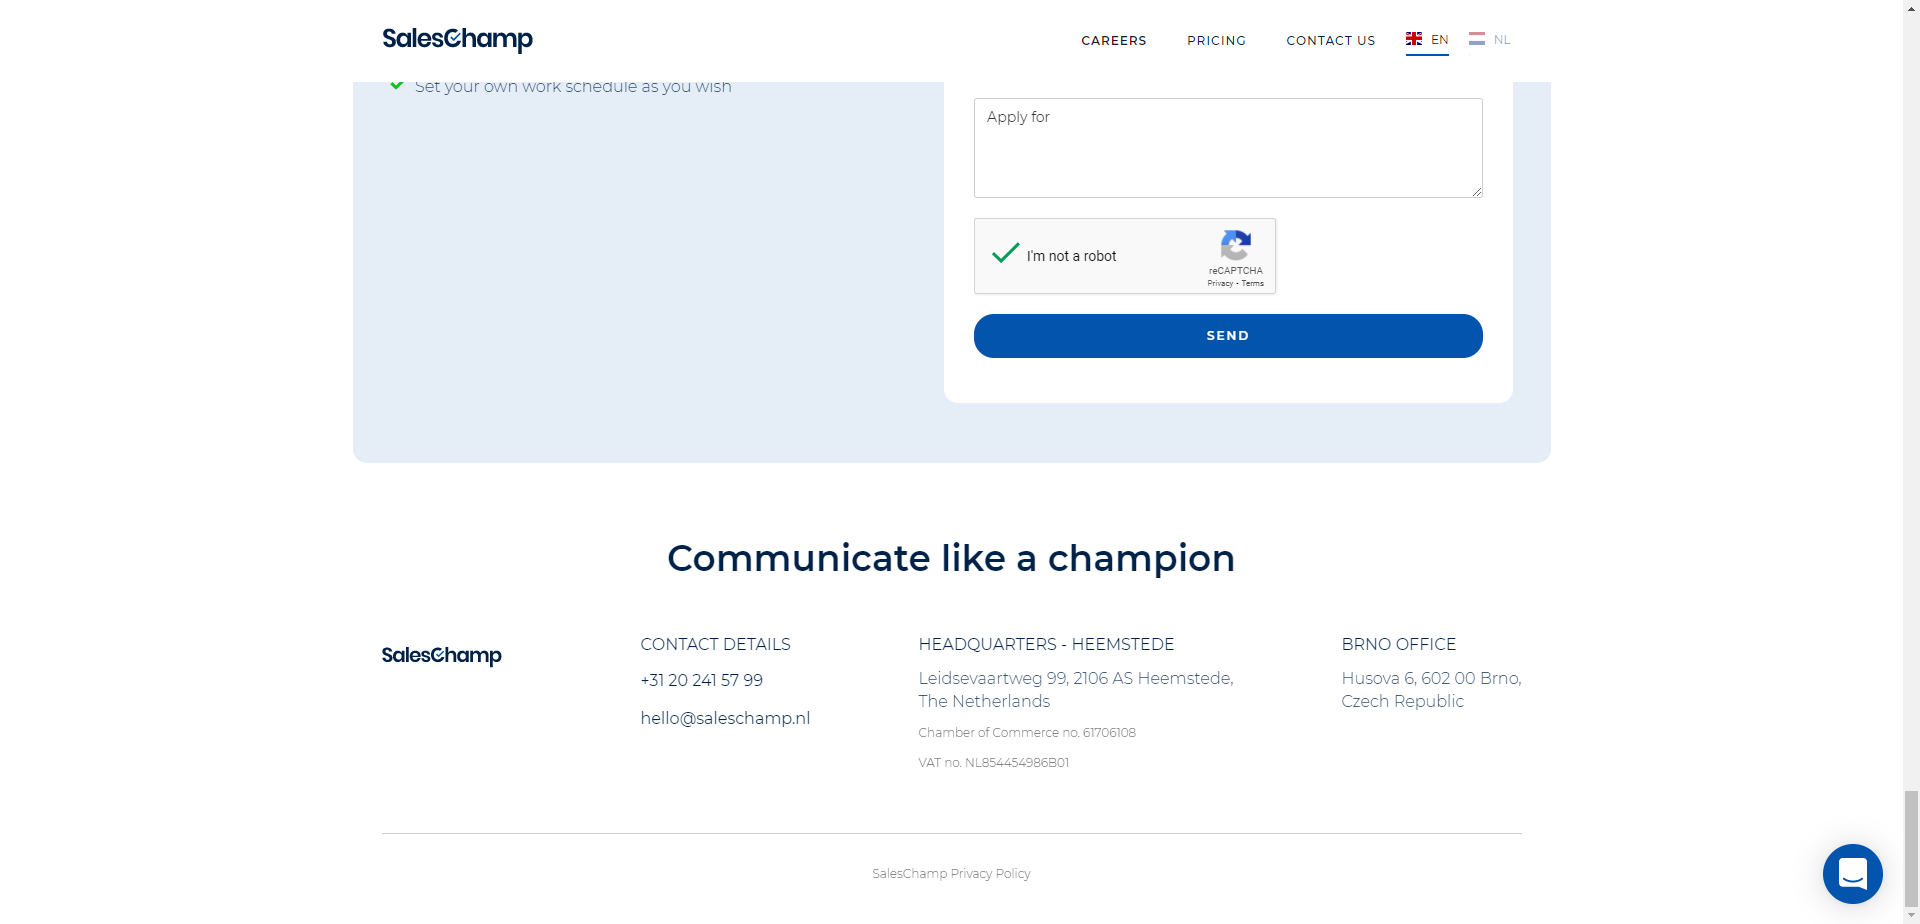 SalesChamp
CAREERS
PRICING
CONTACT US
EN
NL
Set your own work schedule as you wish
Apply for
I'm not a robot
reCAPTCHA
Privacy - Terms
SEND
Communicate like a champion
SalesChamp
CONTACT DETAILS
+31 20 241 57 99
hello@saleschamp.nl
HEADQUARTERS - HEEMSTEDE
Leidsevaartweg 99, 2106 AS Heemstede,
The Netherlands
Chamber of Commerce no. 61706108
VAT no. NL854454986B01
BRNO OFFICE
Husova 6, 602 00 Brno,
Czech Republic
SalesChamp Privacy Policy